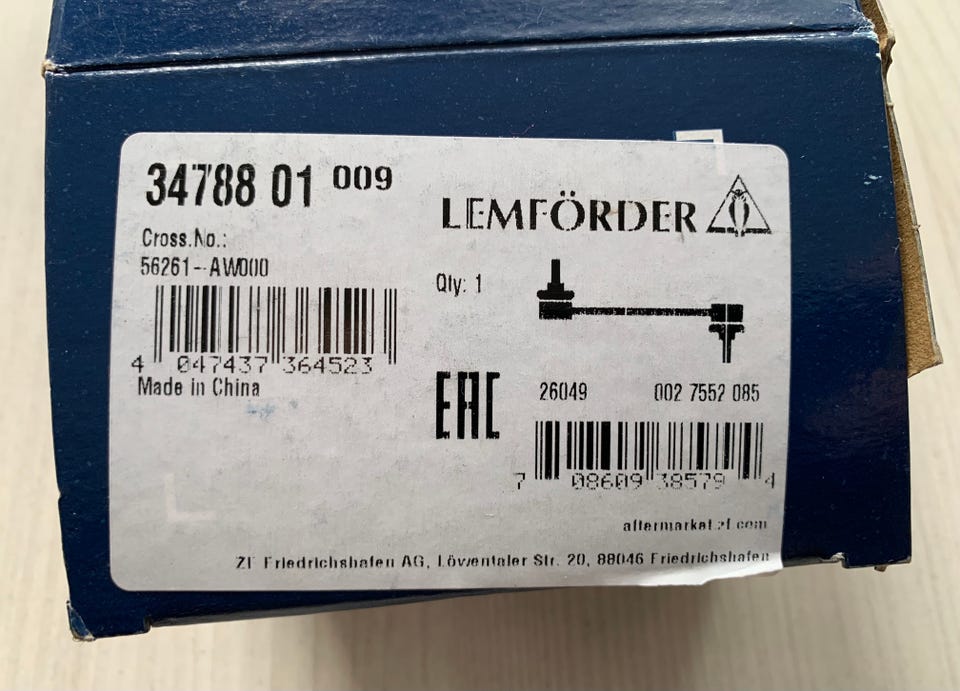 34788 01 009
LEMFÖRDER
Cross.No.:
56261--AW000
Qty: 1
4 047437 364523
Made in China
EAC
26049 002 7552 085
7 08609 38579 4
aftermarket.zf.com
ZF Friedrichshafen AG, Löwentaler Str. 20, 88046 Friedrichshafen